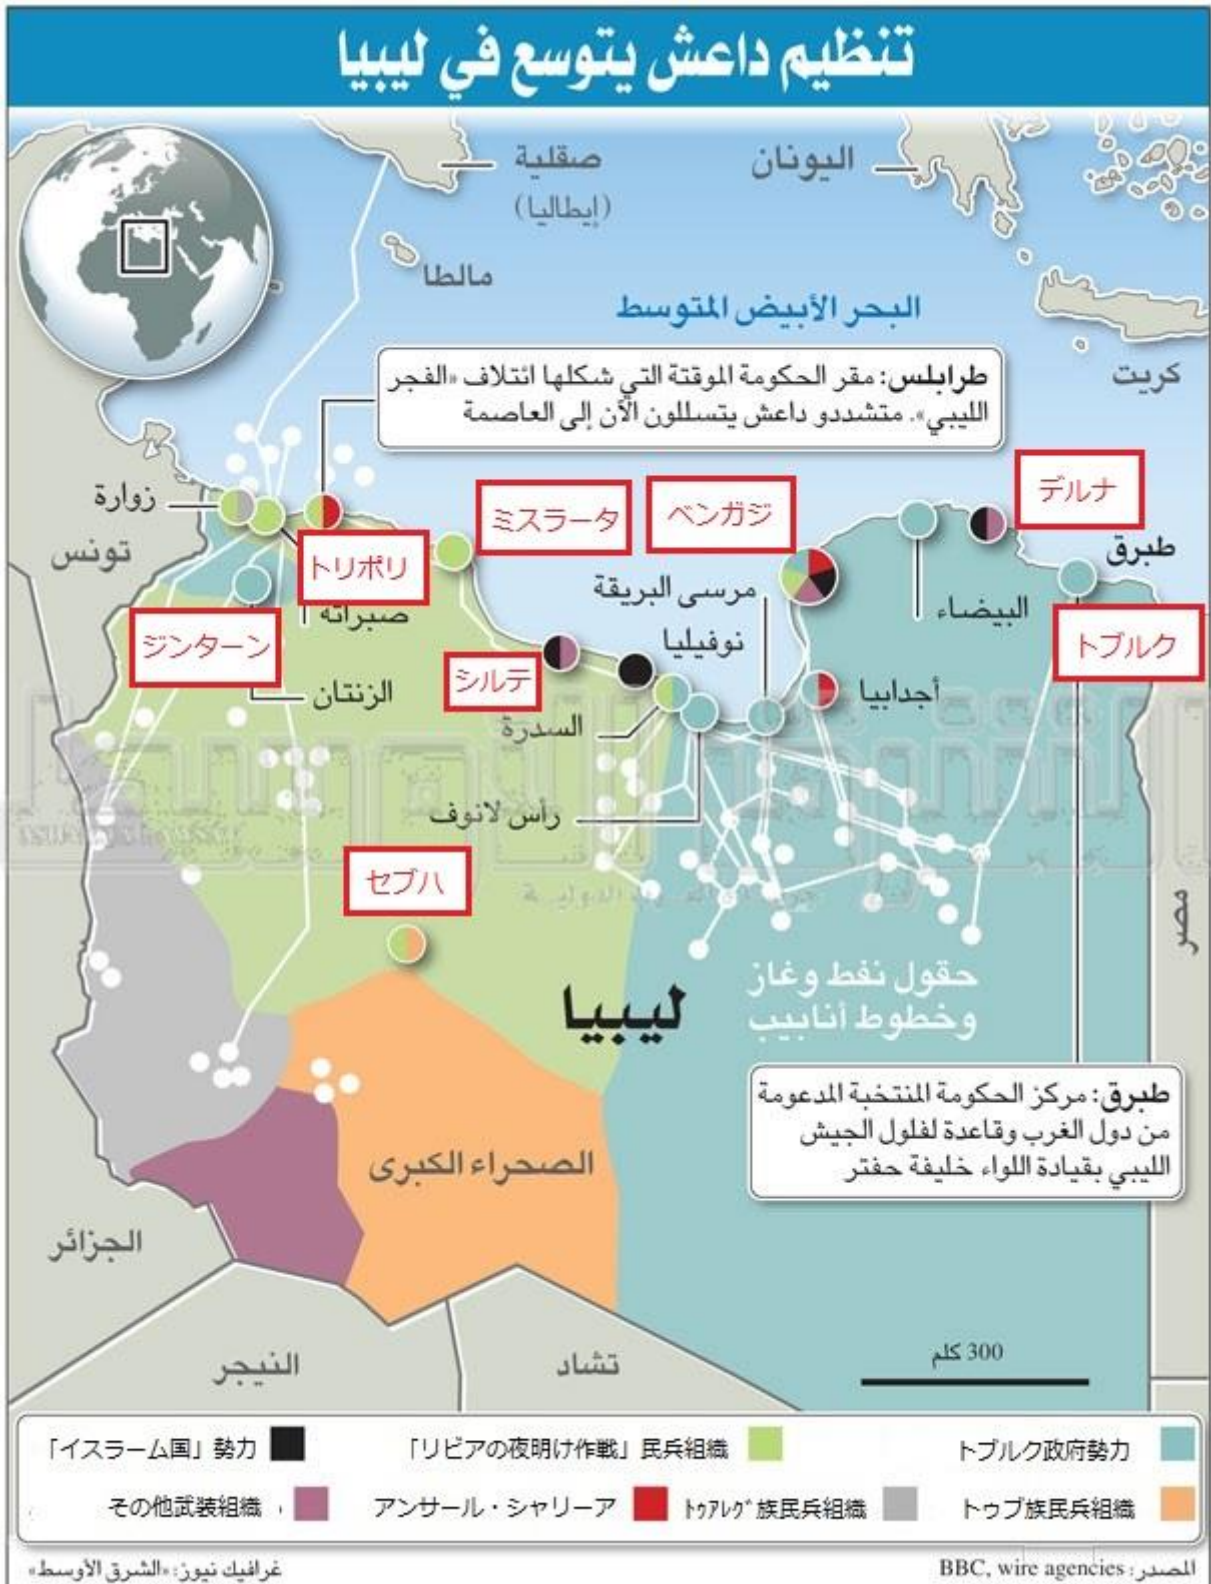 تنظيم داعش يتوسع في ليبيا
صقلية
(إيطاليا)
اليونان
مالطا
البحر الأبيض المتوسط
كريت
طرابلس: مقر الحكومة الموقتة التي شكلها ائتلاف «الفجر
الليبي». متشددو داعش يتسللون الآن إلى العاصمة
زوارة
تونس
トリポリ
ミスラータ
ベンガジ
デルナ
طبرق
صبراتة
ジンターン
الزنتان
シルテ
مرسى البريقة
نوفيليا
البيضاء
トブルク
السدرة
أجدابيا
رأس لانوف
セブハ
ليبيا
حقول نفط وغاز
وخطوط أنابيب
مصر
طبرق: مركز الحكومة المنتخبة المدعومة
من دول الغرب وقاعدة لفلول الجيش
الليبي بقيادة اللواء خليفة حفتر
الصحراء الكبرى
الجزائر
النيجر
تشاد
300 كلم
「イスラーム国」勢力
「リビアの夜明け作戦」民兵組織
トブルク政府勢力
その他武装組織
アンサール・シャリーア
ﾄｩｱﾚｸﾞ族民兵組織
トゥブ族民兵組織
غرافيك نيوز: «الشرق الأوسط»
المصدر: BBC, wire agencies